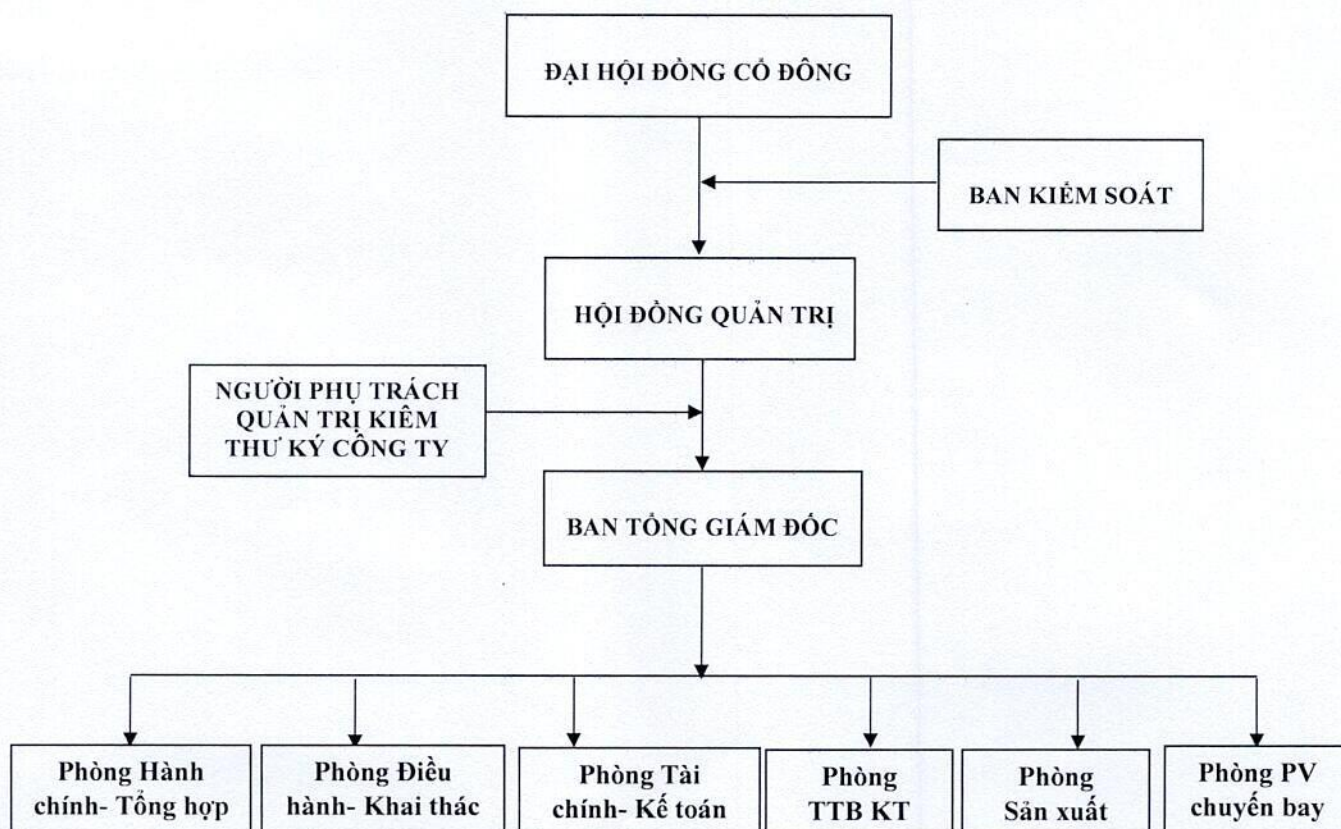 ĐẠI HỘI ĐỒNG CỔ ĐÔNG
BAN KIỂM SOÁT
HỘI ĐỒNG QUẢN TRỊ
NGƯỜI PHỤ TRÁCH
QUẢN TRỊ KIÊM
THƯ KÝ CÔNG TY
BAN TỔNG GIÁM ĐỐC
Phòng Hành
chính- Tổng hợp
Phòng Điều
hành- Khai thác
Phòng Tài
chính- Kế toán
Phòng
TTB KT
Phòng
Sản xuất
Phòng PV
chuyến bay